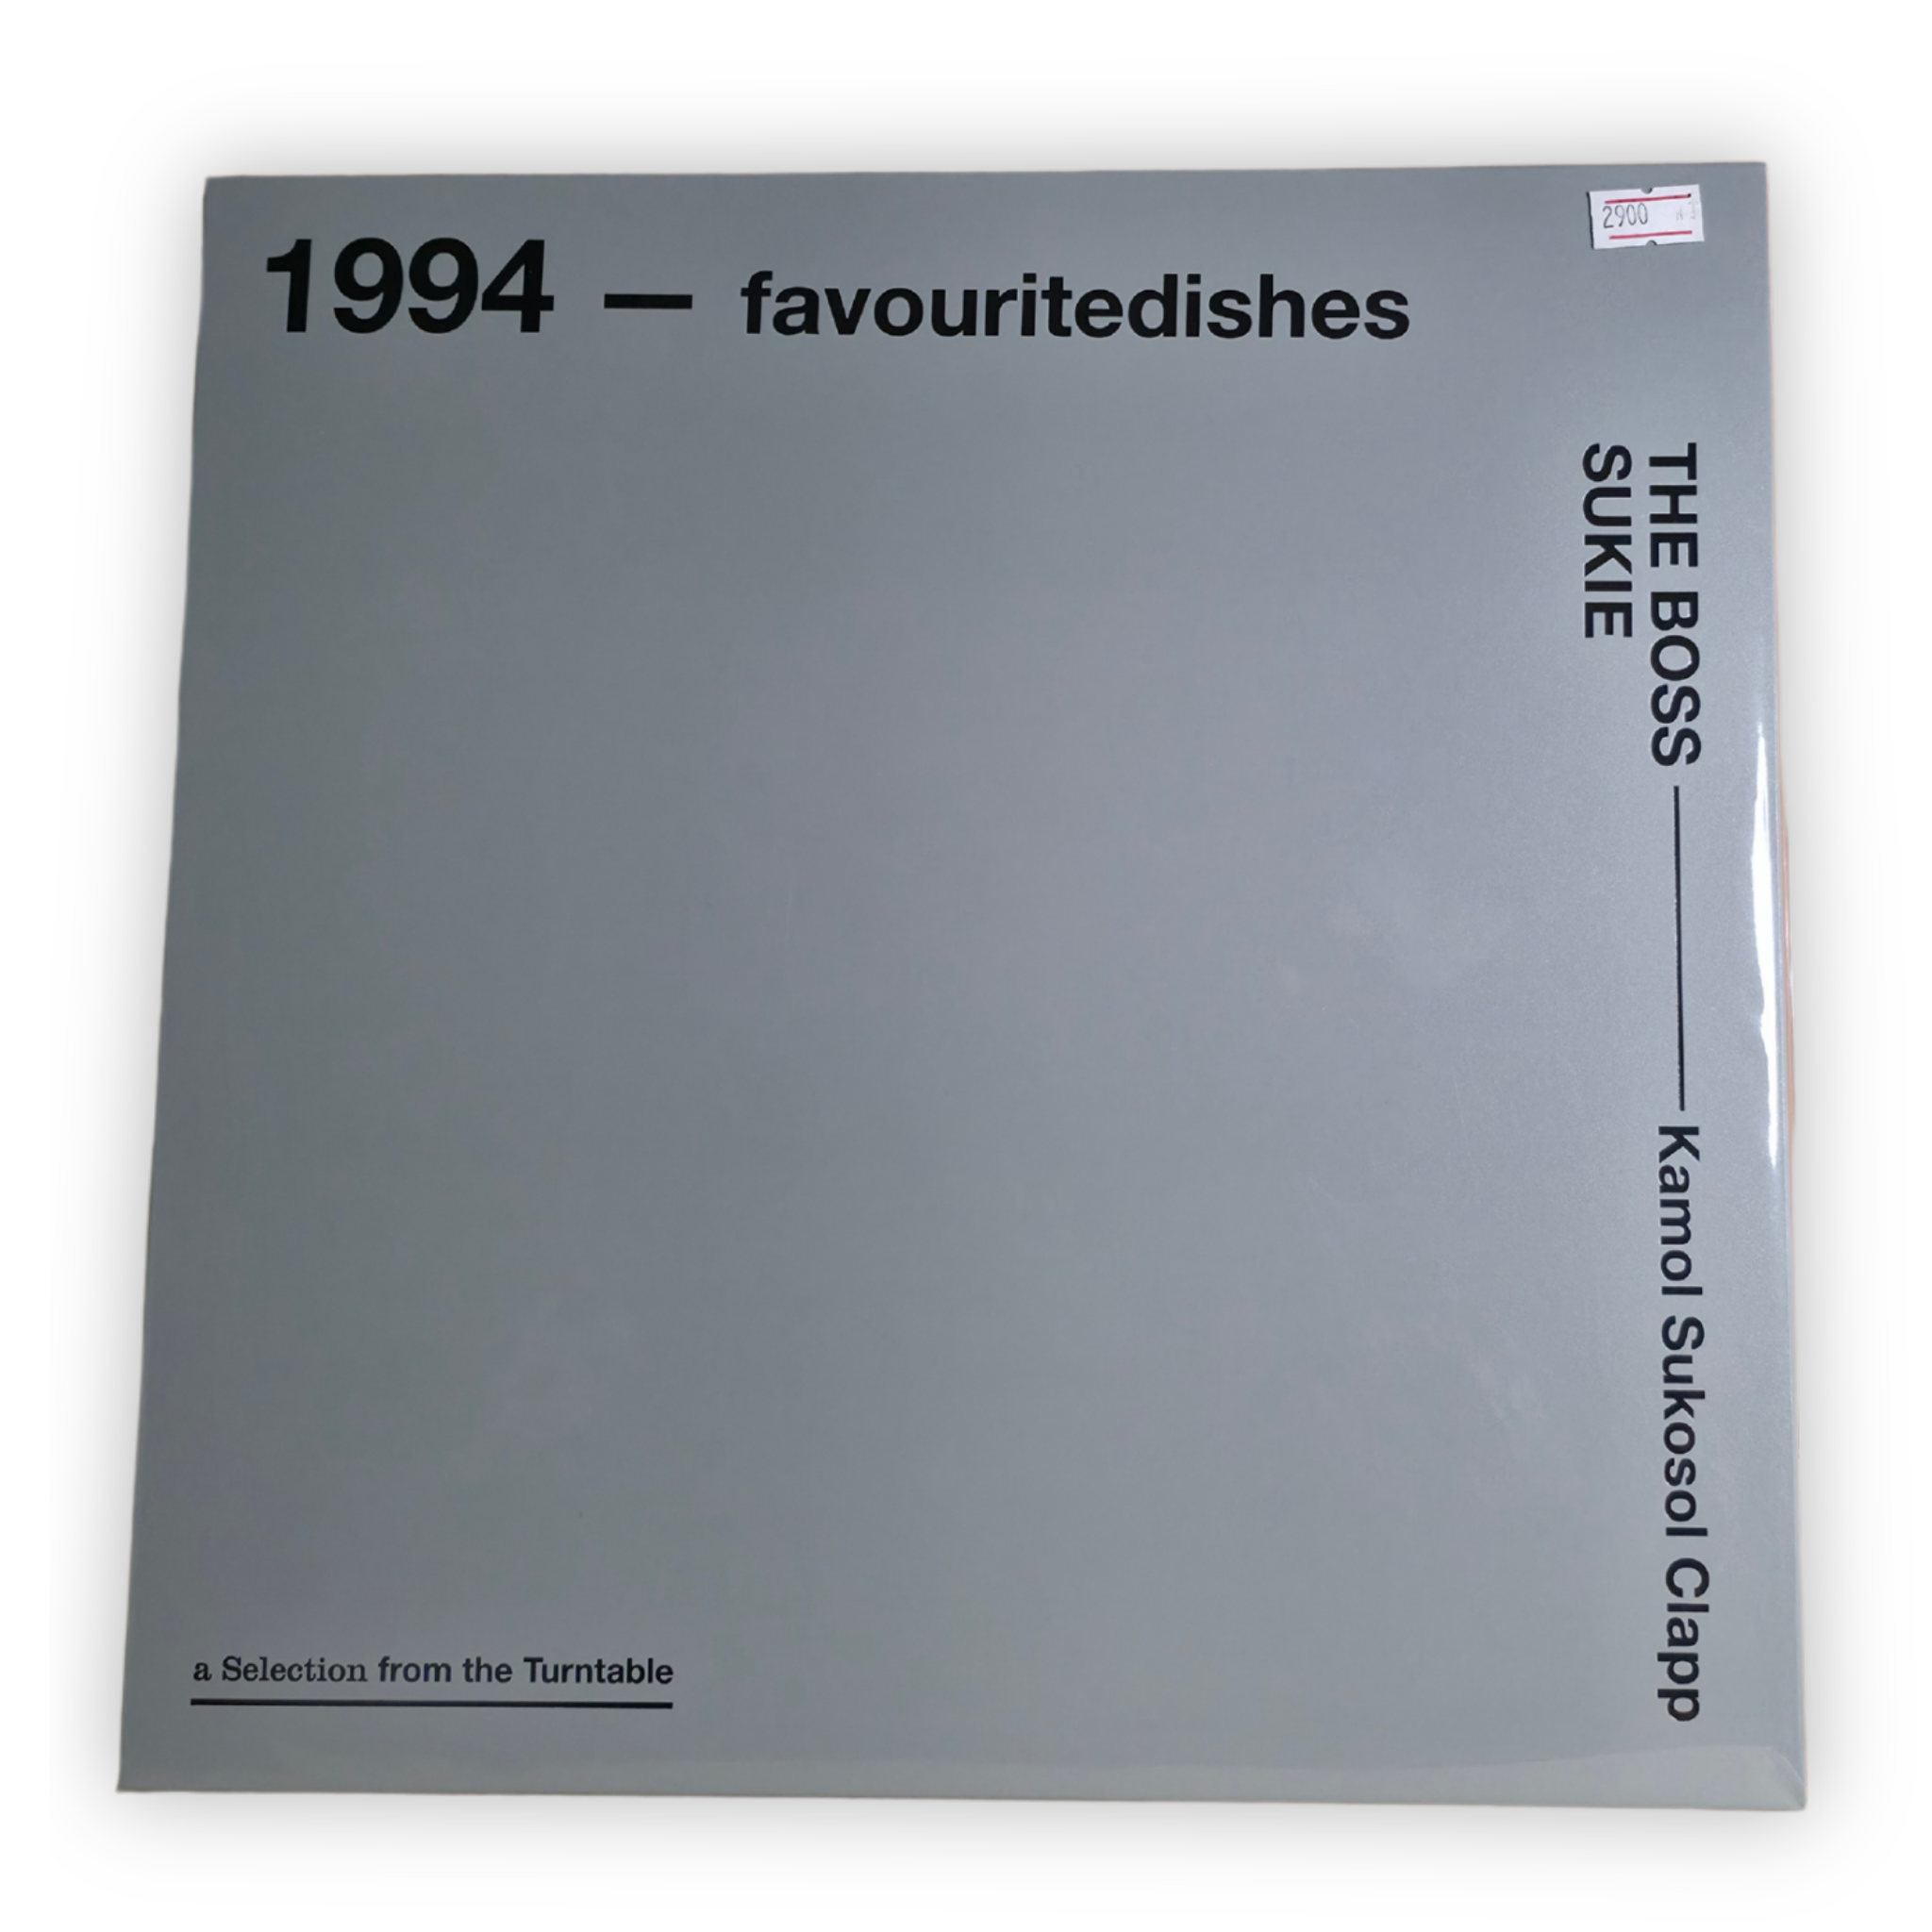 1994 — favouritedishes
2900
THE BOSS — Kamol Sukosol Clapp
SUKIE
a Selection from the Turntable